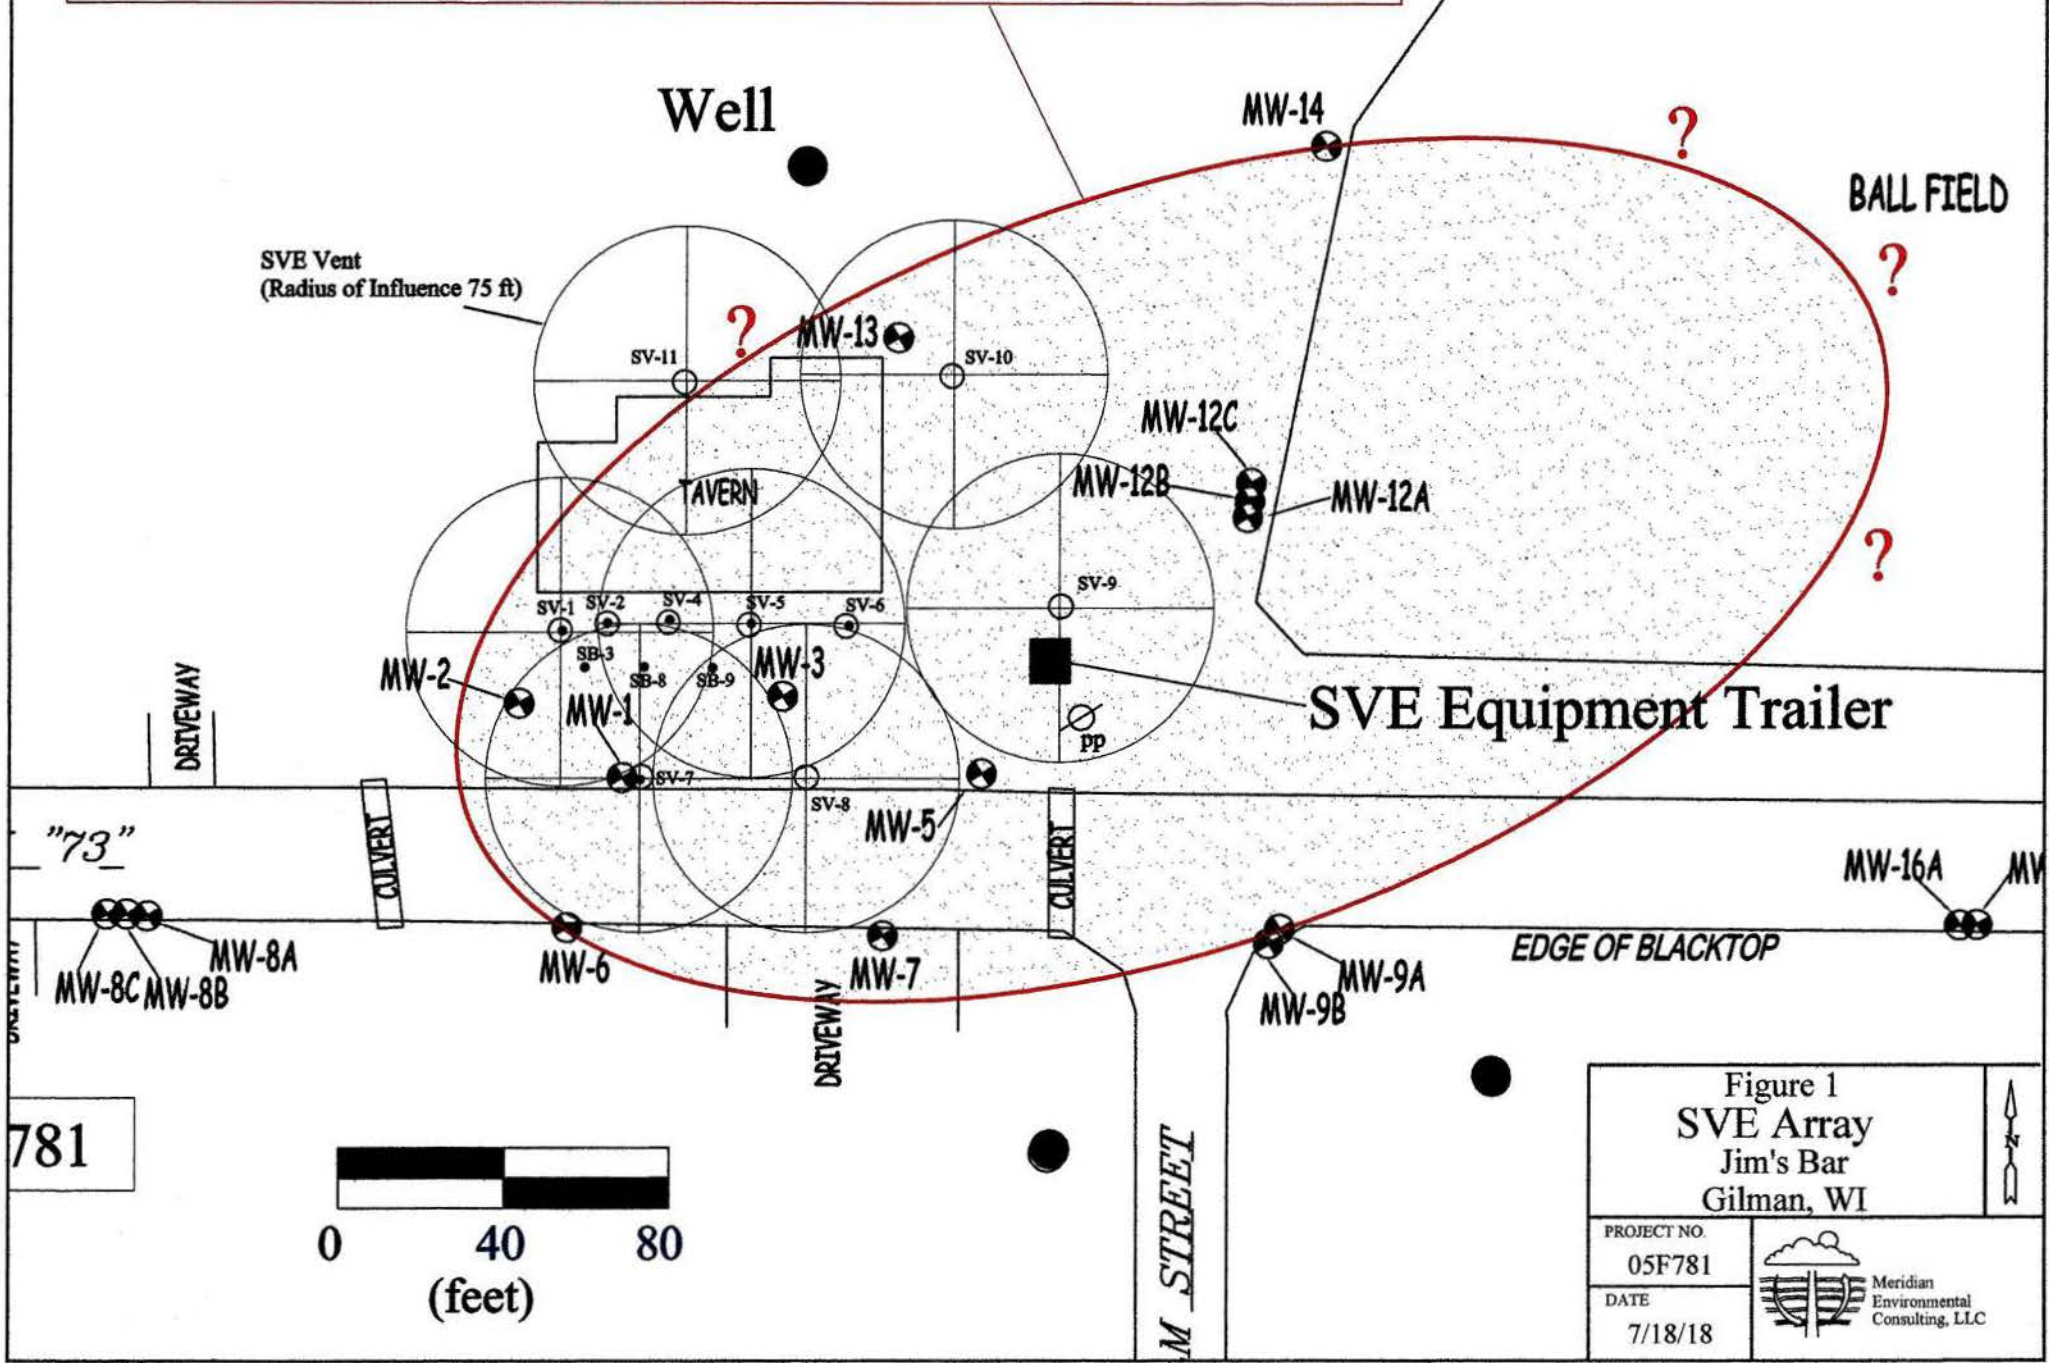 Well
MW-14
?
BALL FIELD
?
SVE Vent
(Radius of Influence 75 ft)
?
MW-13
SV-11
SV-10
MW-12C
MW-12B
MW-12A
TAVERN
?
SV-9
SV-1
SV-2
SV-4
SV-5
SV-6
SB-3
SB-8
SB-9
MW-3
MW-2
MW-1
DRIVEWAY
SVE Equipment Trailer
pp
SV-7
SV-8
MW-5
"73"
CULVERT
CULVERT
MW-16A
MW
MW-8A
MW-8C
MW-8B
MW-6
MW-7
EDGE OF BLACKTOP
MW-9A
MW-9B
DRIVEWAY
781
0 40 80
(feet)
M STREET
Figure 1
SVE Array
Jim's Bar
Gilman, WI
N
PROJECT NO.
05F781
DATE
7/18/18
Meridian
Environmental
Consulting, LLC